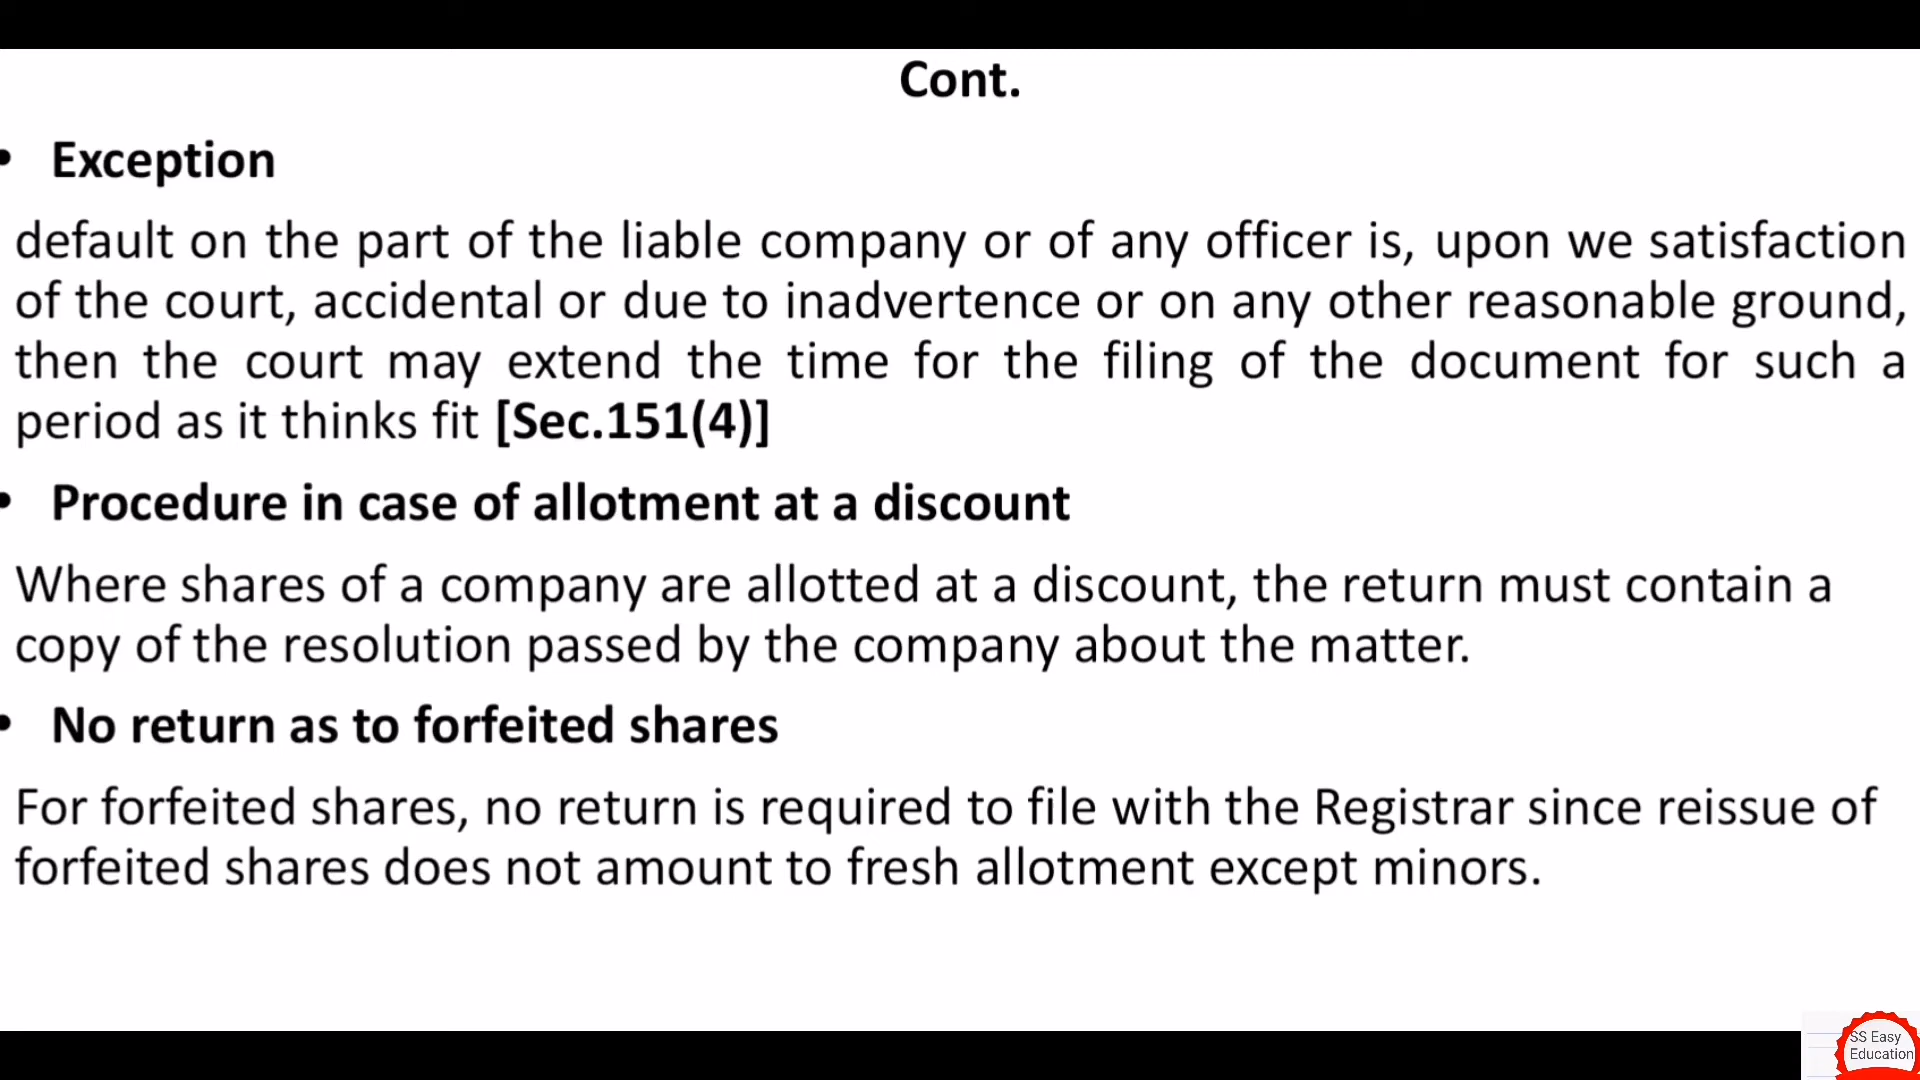 Cont.
• Exception
default on the part of the liable company or of any officer is, upon we satisfaction
of the court, accidental or due to inadvertence or on any other reasonable ground,
then the court may extend the time for the filing of the document for such a
period as it thinks fit [Sec.151(4)]
• Procedure in case of allotment at a discount
Where shares of a company are allotted at a discount, the return must contain a
copy of the resolution passed by the company about the matter.
• No return as to forfeited shares
For forfeited shares, no return is required to file with the Registrar since reissue of
forfeited shares does not amount to fresh allotment except minors.
SS Easy
Education